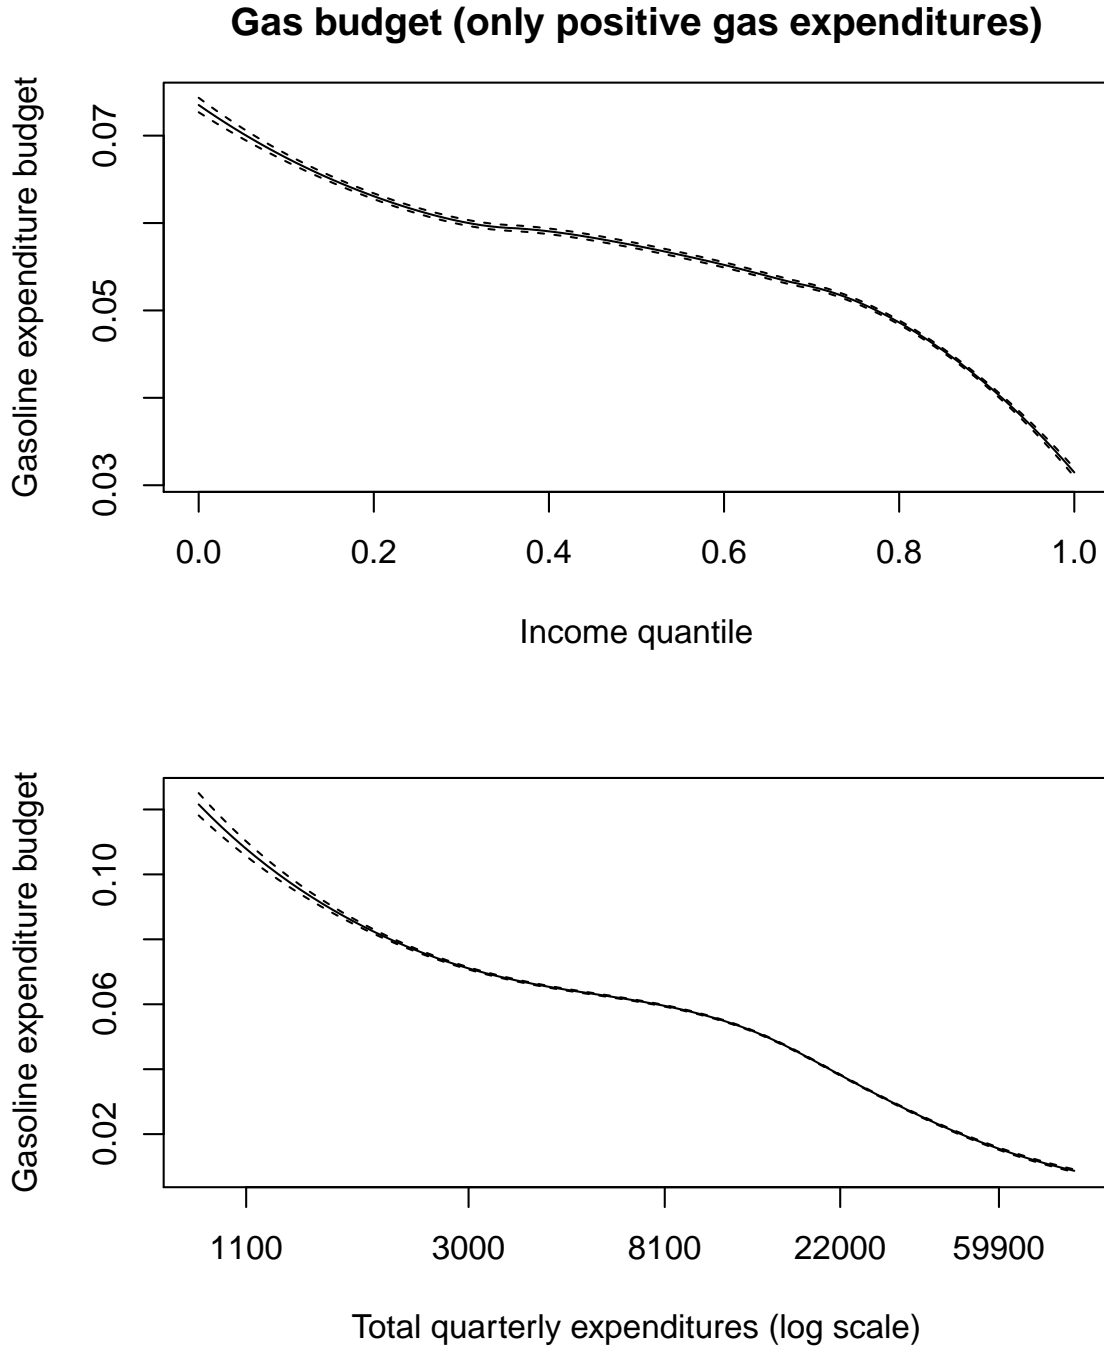 Gas budget (only positive gas expenditures)
Gasoline expenditure budget
0.07
0.05
0.03
0.0 0.2 0.4 0.6 0.8 1.0
Income quantile
Gasoline expenditure budget
0.10
0.06
0.02
1100 3000 8100 22000 59900
Total quarterly expenditures (log scale)